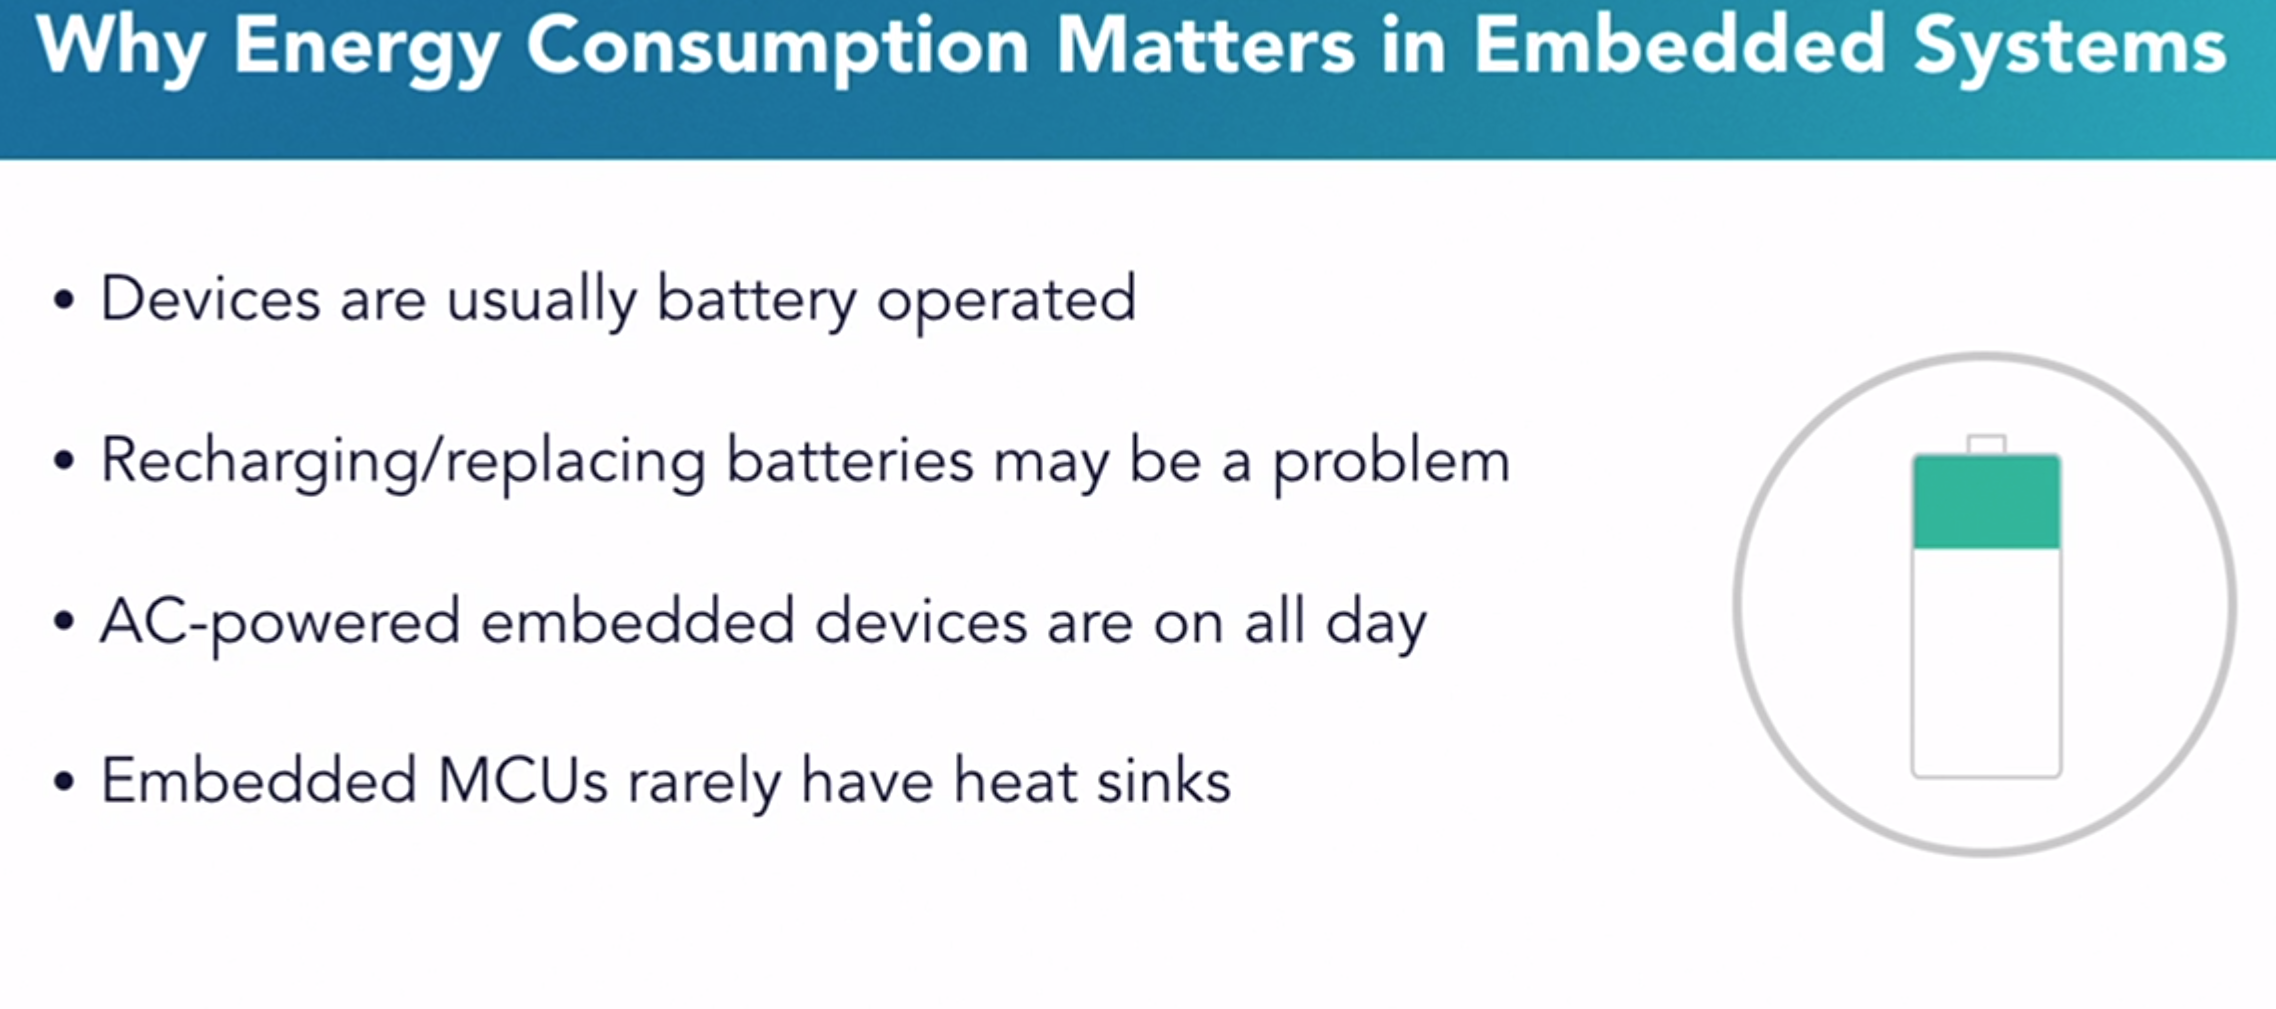 Why Energy Consumption Matters in Embedded Systems
• Devices are usually battery operated
• Recharging/replacing batteries may be a problem
• AC-powered embedded devices are on all day
• Embedded MCUs rarely have heat sinks